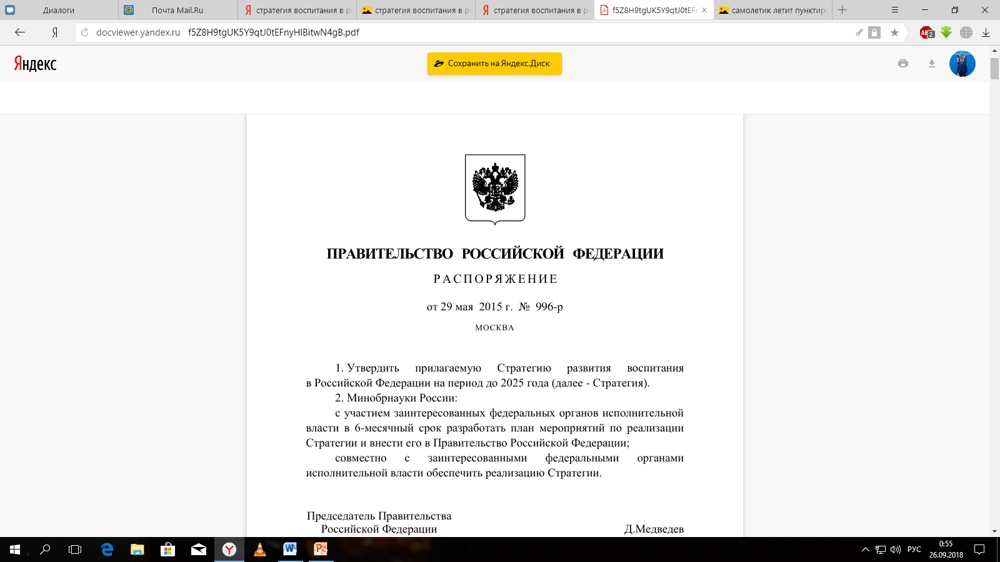 Диалоги
Почта Mail.Ru
стратегия воспитания в р
стратегия воспитания в р
стратегия воспитания в р
f5Z8H9tgUK5Y9qtJ0tEF
самолетик летит пунктир
Я
docviewer.yandex.ru f5Z8H9tgUK5Y9qtJ0tEFnyHIBitwN4gB.pdf
2
Яндекс
Сохранить на Яндекс.Диск
ПРАВИТЕЛЬСТВО РОССИЙСКОЙ ФЕДЕРАЦИИ
РАСПОРЯЖЕНИЕ
от 29 мая 2015 г. № 996-р
МОСКВА
1. Утвердить прилагаемую Стратегию развития воспитания
в Российской Федерации на период до 2025 года (далее - Стратегия).
2. Минобрнауки России:
с участием заинтересованных федеральных органов исполнительной
власти в 6-месячный срок разработать план мероприятий по реализации
Стратегии и внести его в Правительство Российской Федерации;
совместно с заинтересованными федеральными органами
исполнительной власти обеспечить реализацию Стратегии.
Председатель Правительства
Российской Федерации Д.Медведев
РУС
0:55
26.09.2018